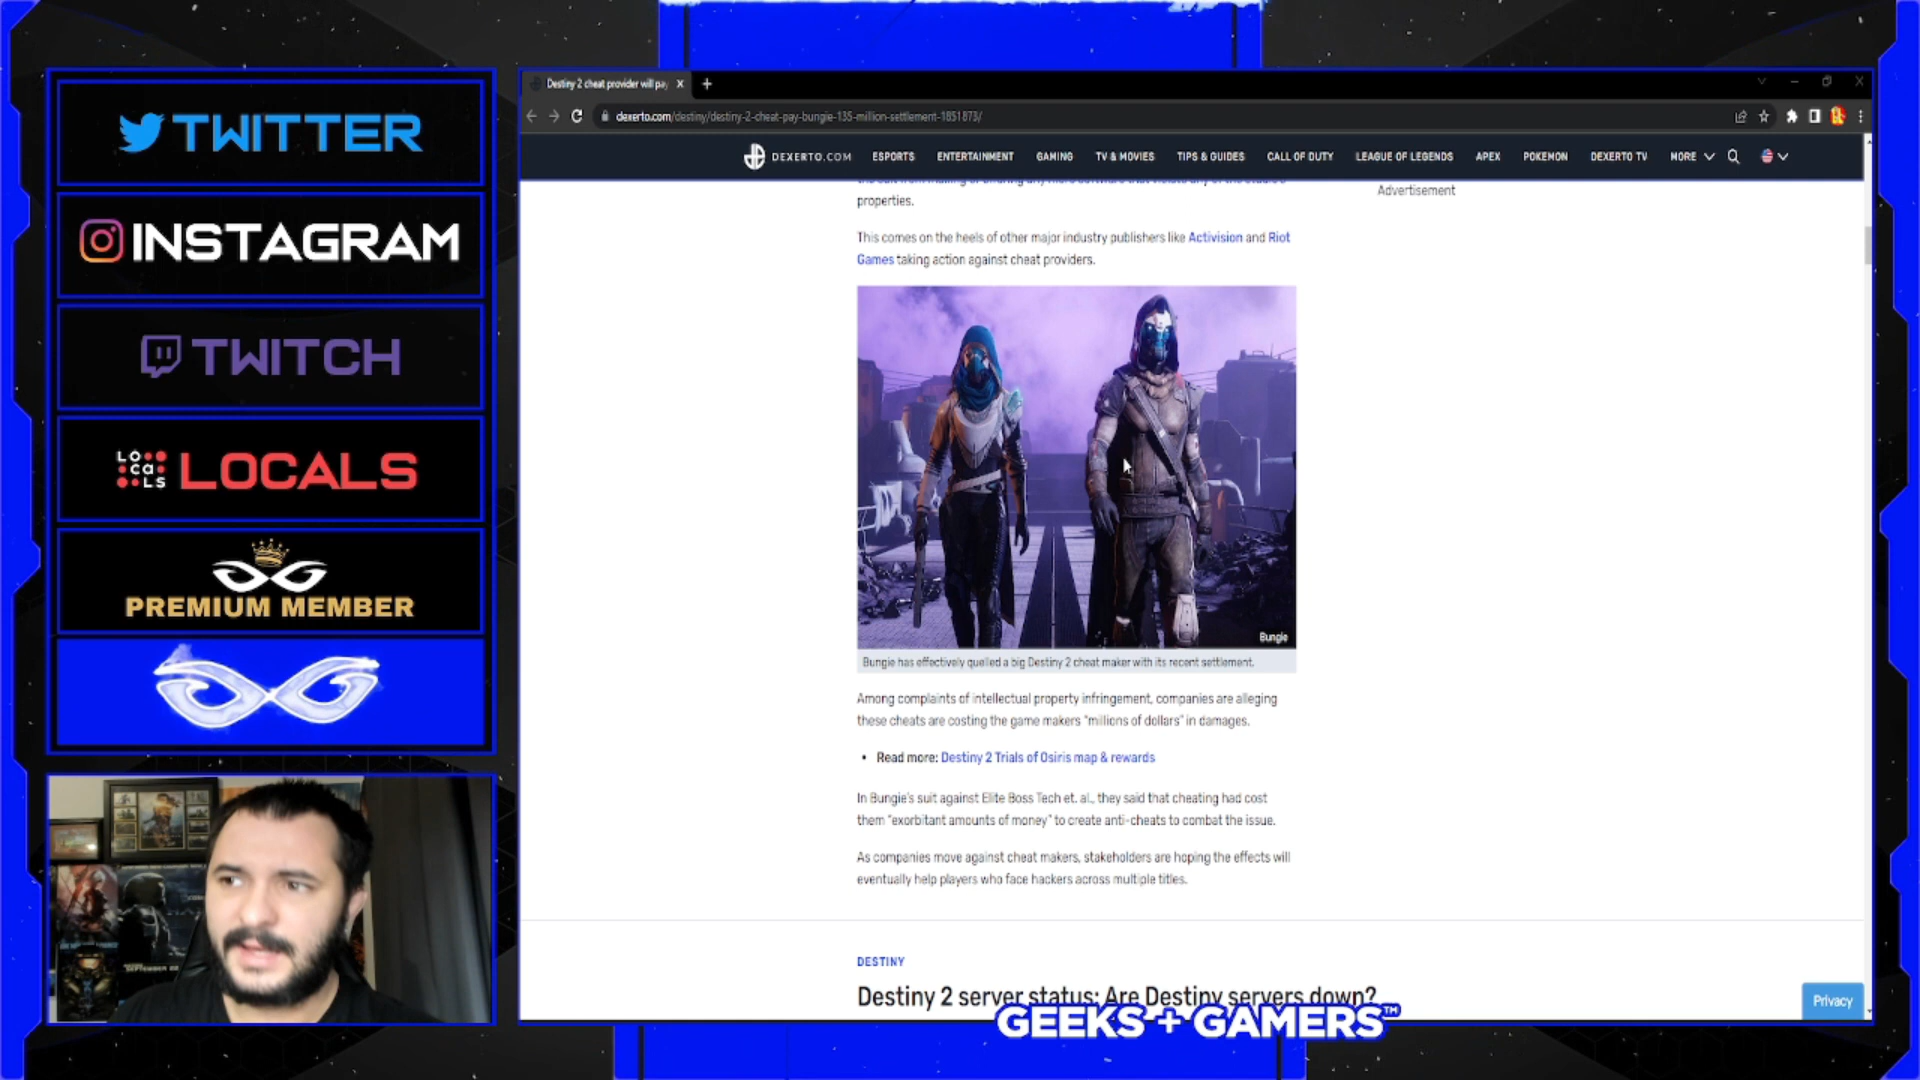 TWITTER
INSTAGRAM
TWITCH
LOCALS
LOCALS
PREMIUM MEMBER
Destiny 2 cheat provider will pay
dexerto.com/destiny/destiny-2-cheat-pay-bungie-135-million-settlement-1851873/
DEXERTO.COM ESPORTS ENTERTAINMENT GAMING TV & MOVIES TIPS & GUIDES CALL OF DUTY LEAGUE OF LEGENDS APEX POKEMON DEXERTO TV MORE
Advertisement
properties.
This comes on the heels of other major industry publishers like Activision and Riot
Games taking action against cheat providers.
Bungie
Bungie has effectively quelled a big Destiny 2 cheat maker with its recent settlement.
Among complaints of intellectual property infringement, companies are alleging
these cheats are costing the game makers "millions of dollars" in damages.
• Read more: Destiny 2 Trials of Osiris map & rewards
In Bungie's suit against Elite Boss Tech et. al., they said that cheating had cost
them "exorbitant amounts of money" to create anti-cheats to combat the issue.
As companies move against cheat makers, stakeholders are hoping the effects will
eventually help players who face hackers across multiple titles.
DESTINY
Destiny 2 server status: Are Destiny servers down?
Privacy
GEEKS + GAMERS™
SEPTEMBER 22